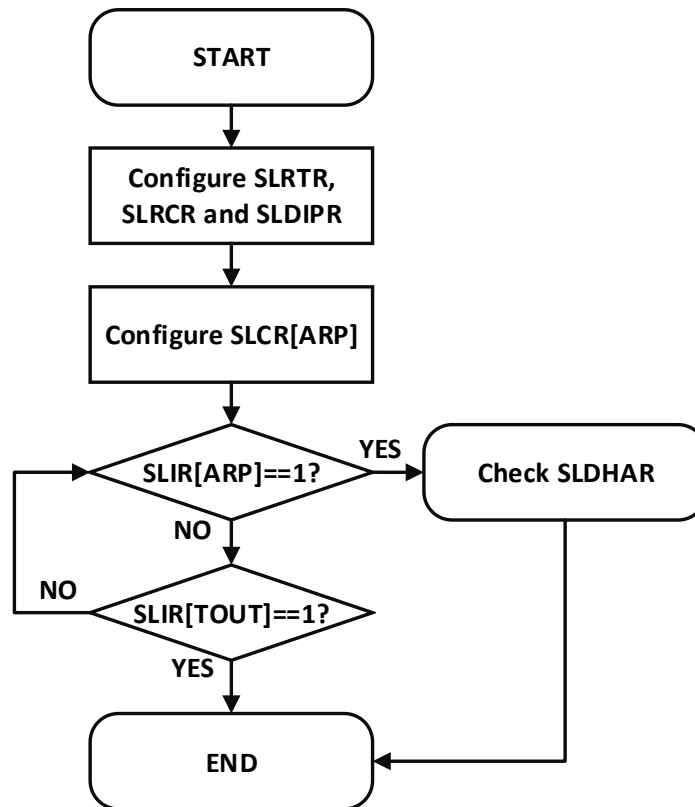 START
Configure SLRTR,
SLRCR and SLDIPR
Configure SLCR[ARP]
SLIR[ARP]==1?
YES
Check SLDHAR
NO
SLIR[TOUT]==1?
NO
YES
END